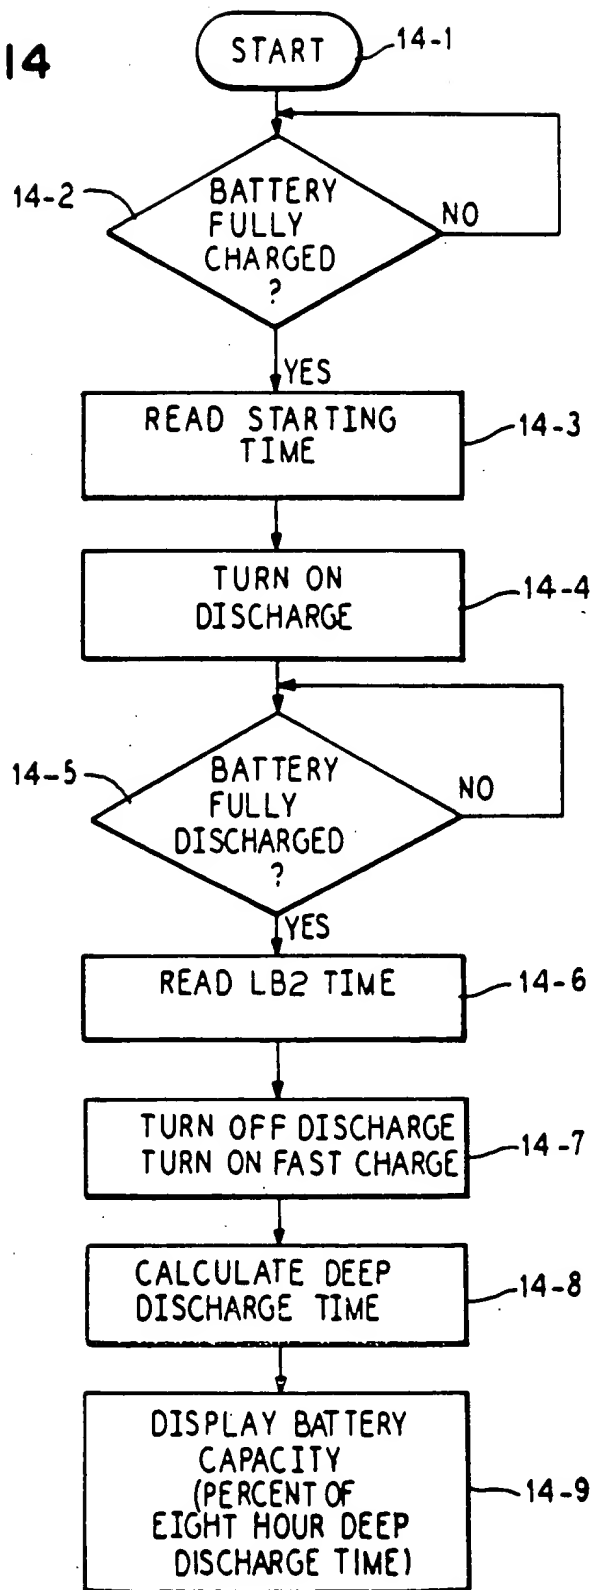 14
START
14-1
14-2
BATTERY
FULLY
CHARGED
?
NO
YES
READ STARTING
TIME
14-3
TURN ON
DISCHARGE
14-4
14-5
BATTERY
FULLY
DISCHARGED
?
NO
YES
READ LB2 TIME
14-6
TURN OFF DISCHARGE
TURN ON FAST CHARGE
14-7
CALCULATE DEEP
DISCHARGE TIME
14-8
DISPLAY BATTERY
CAPACITY
(PERCENT OF
EIGHT HOUR DEEP
DISCHARGE TIME)
14-9